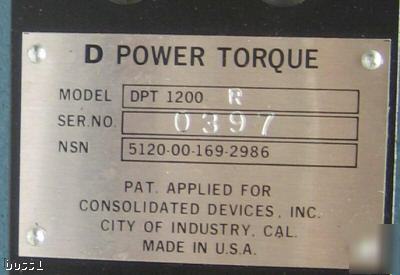 D POWER TORQUE
MODEL DPT 1200 R
SER.NO. 0397
NSN 5120-00-169-2986
PAT. APPLIED FOR
CONSOLIDATED DEVICES, INC.
CITY OF INDUSTRY, CAL.
MADE IN U.S.A.
buss1